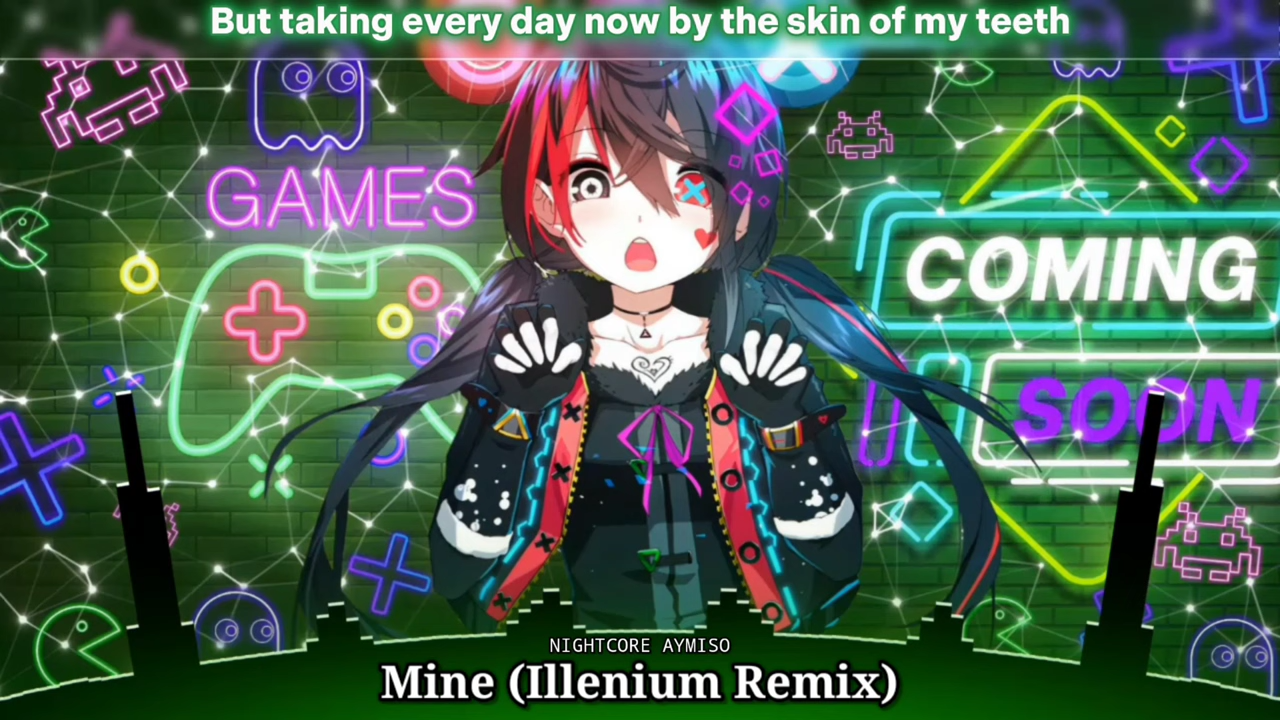 But taking every day now by the skin of my teeth
GAMES
COMING
SOON
NIGHTCORE AYMISO
Mine (Illenium Remix)